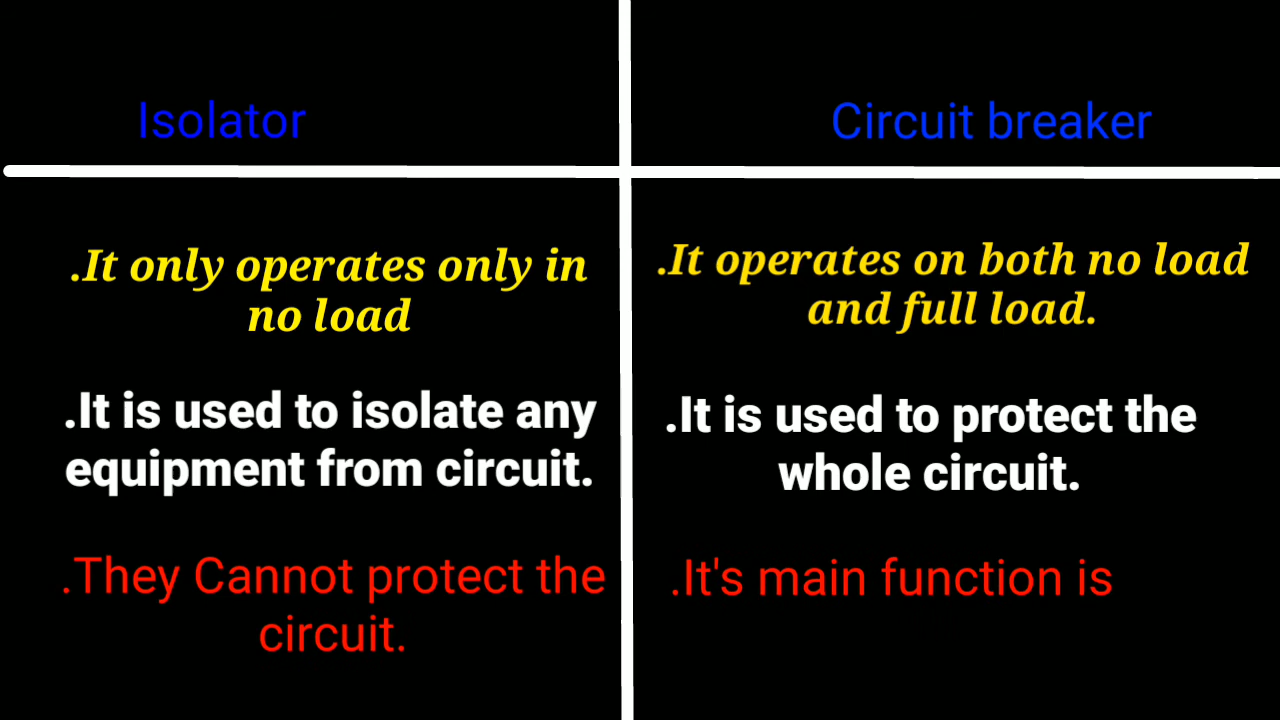 Isolator
Circuit breaker
.It only operates only in
no load
.It is used to isolate any
equipment from circuit.
.They Cannot protect the
circuit.
.It operates on both no load
and full load.
.It is used to protect the
whole circuit.
.It's main function is